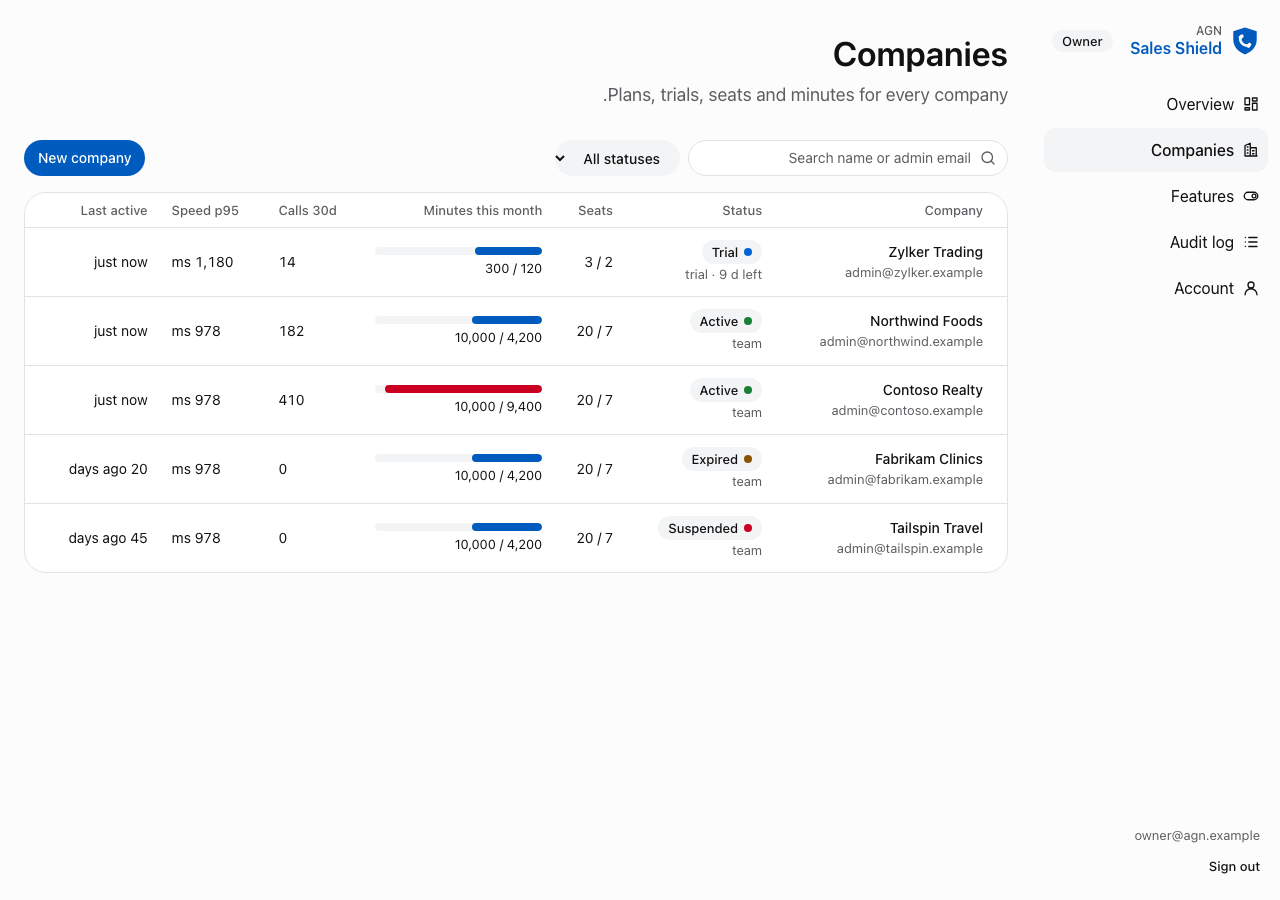 AGN
Sales Shield
Owner
Overview
Companies
Features
Audit log
Account
owner@agn.example
Sign out
Companies
.Plans, trials, seats and minutes for every company
Search name or admin email
All statuses
New company
Company Status Seats Minutes this month Calls 30d Speed p95 Last active
Zylker Trading
admin@zylker.example
Trial
trial · 9 d left
3 / 2
300 / 120
14
ms 1,180
just now
Northwind Foods
admin@northwind.example
Active
team
20 / 7
10,000 / 4,200
182
ms 978
just now
Contoso Realty
admin@contoso.example
Active
team
20 / 7
10,000 / 9,400
410
ms 978
just now
Fabrikam Clinics
admin@fabrikam.example
Expired
team
20 / 7
10,000 / 4,200
0
ms 978
days ago 20
Tailspin Travel
admin@tailspin.example
Suspended
team
20 / 7
10,000 / 4,200
0
ms 978
days ago 45